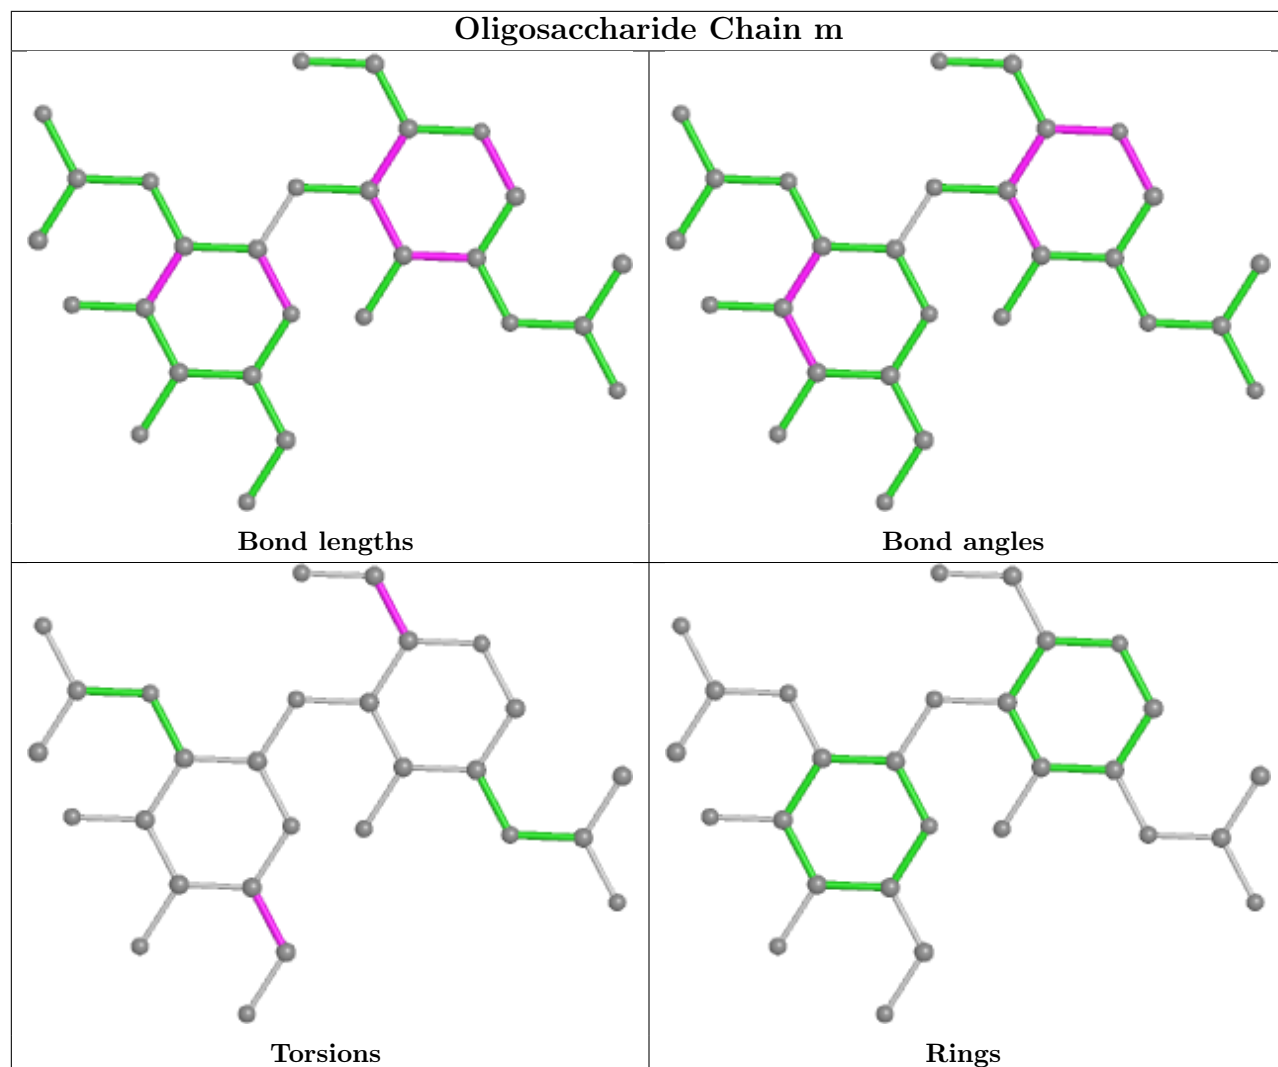 Oligosaccharide Chain m
Bond lengths
Bond angles
Torsions
Rings